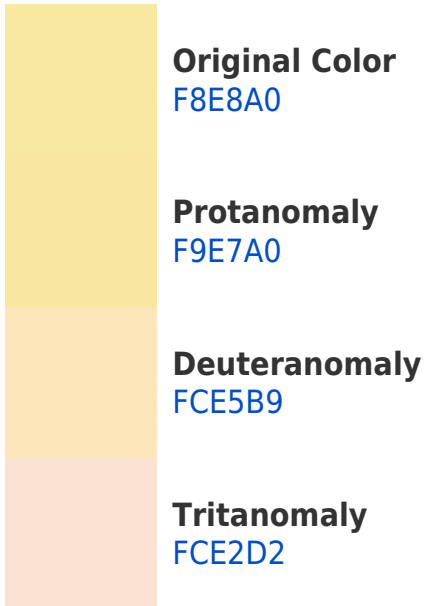 Original Color
F8E8A0
Protanomaly
F9E7A0
Deuteranomaly
FCE5B9
Tritanomaly
FCE2D2